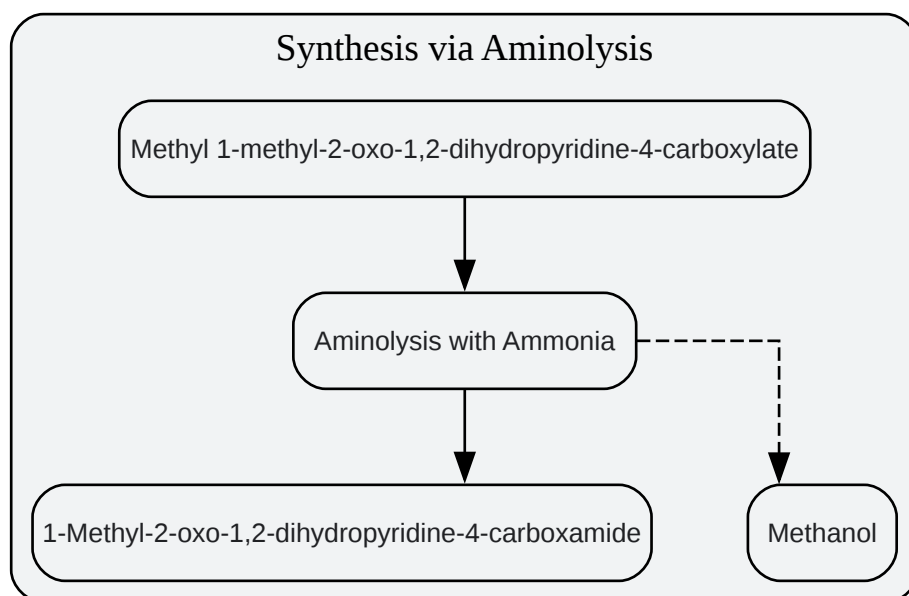 Synthesis via Aminolysis
Methyl 1-methyl-2-oxo-1,2-dihydropyridine-4-carboxylate
Aminolysis with Ammonia
1-Methyl-2-oxo-1,2-dihydropyridine-4-carboxamide
Methanol